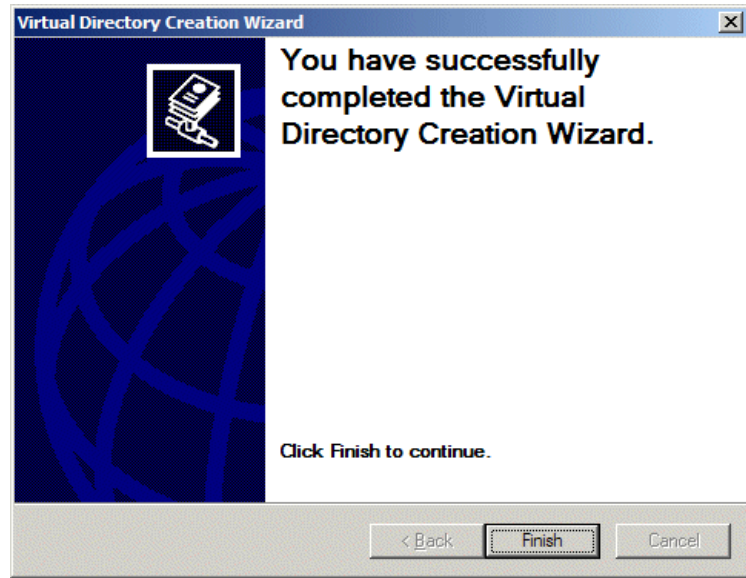 Virtual Directory Creation Wizard
You have successfully
completed the Virtual
Directory Creation Wizard.
Click Finish to continue.
< Back
Finish
Cancel